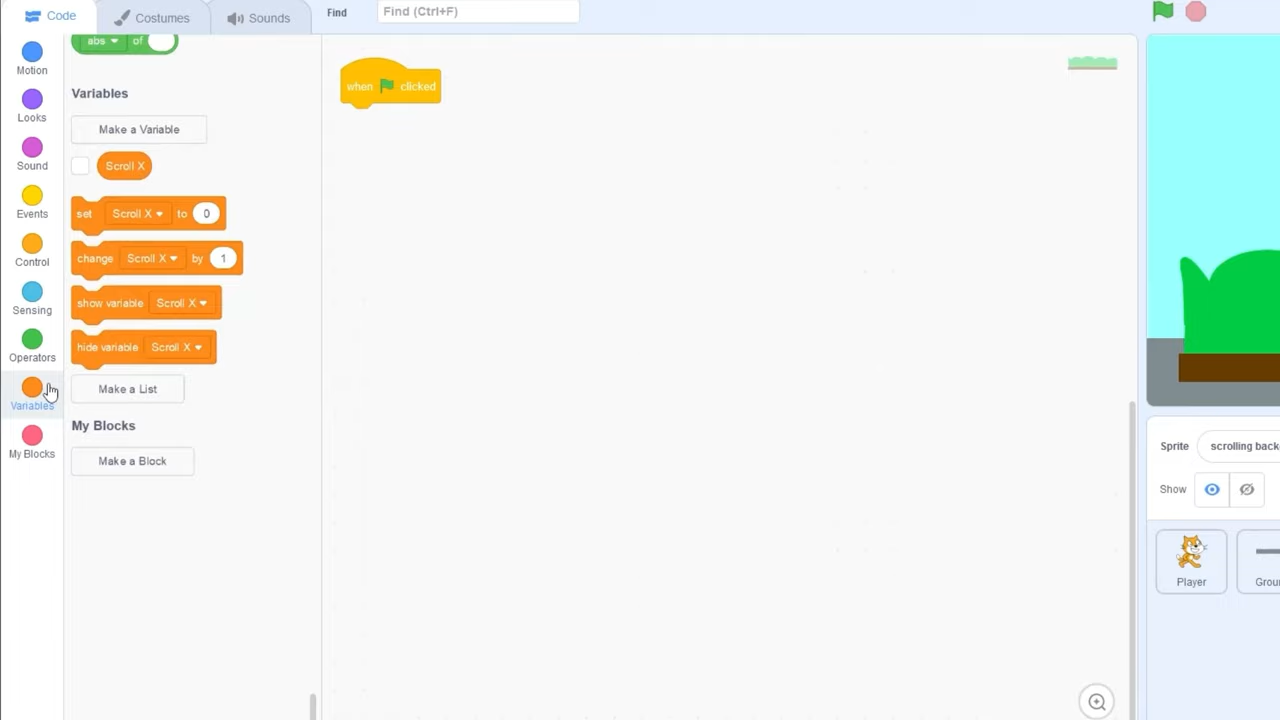 Code
Costumes
Sounds
Find
Find (Ctrl+F)
Motion
Looks
Sound
Events
Control
Sensing
Operators
Variables
My Blocks
abs of
Variables
Make a Variable
Scroll X
set Scroll X to 0
change Scroll X by 1
show variable Scroll X
hide variable Scroll X
Make a List
My Blocks
Make a Block
when clicked
Sprite
scrolling back
Show
Player
Grou